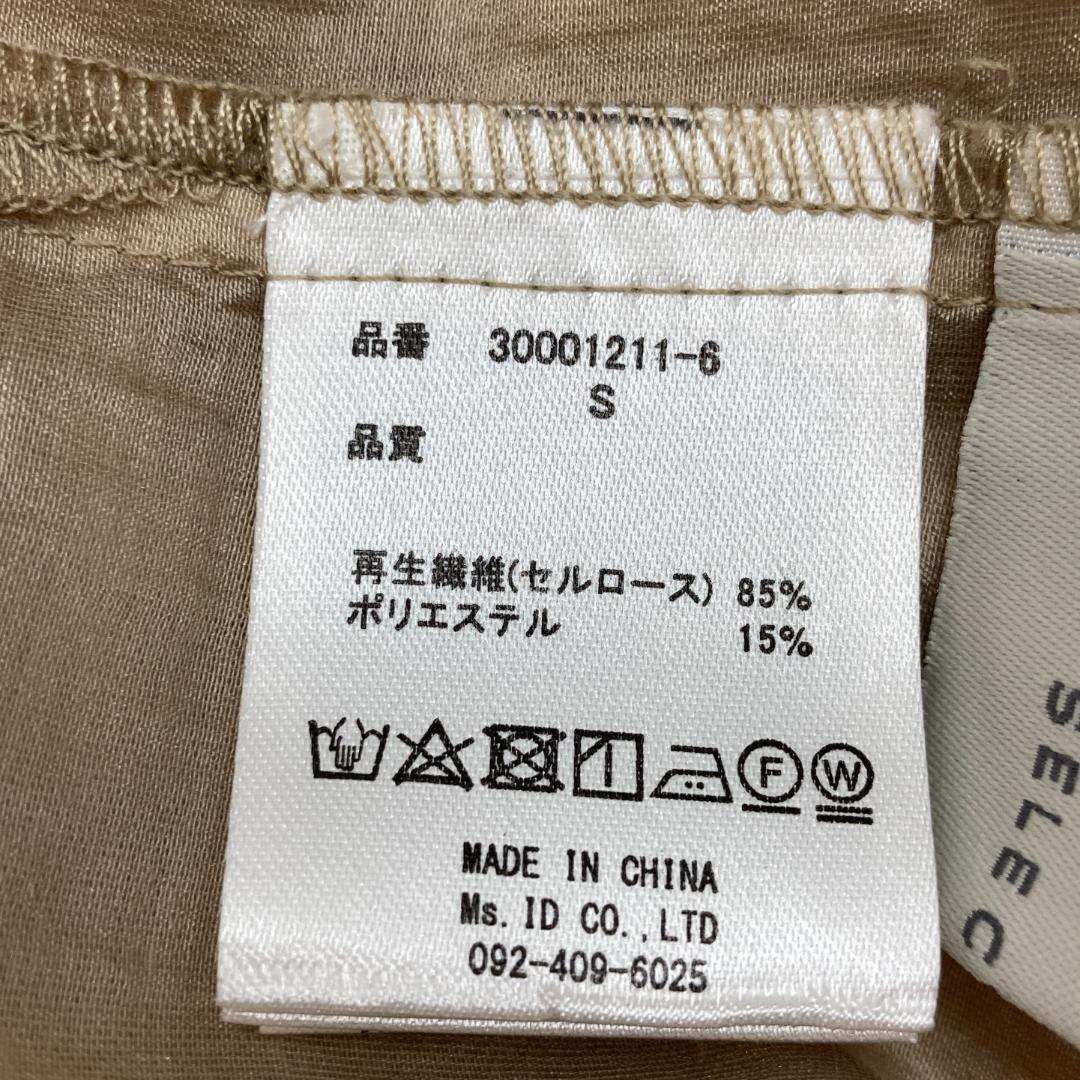 品番 30001211-6
S
品質
再生繊維(セルロース) 85%
ポリエステル 15%
F W
MADE IN CHINA
Ms. ID CO.,LTD
092-409-6025
SELEC